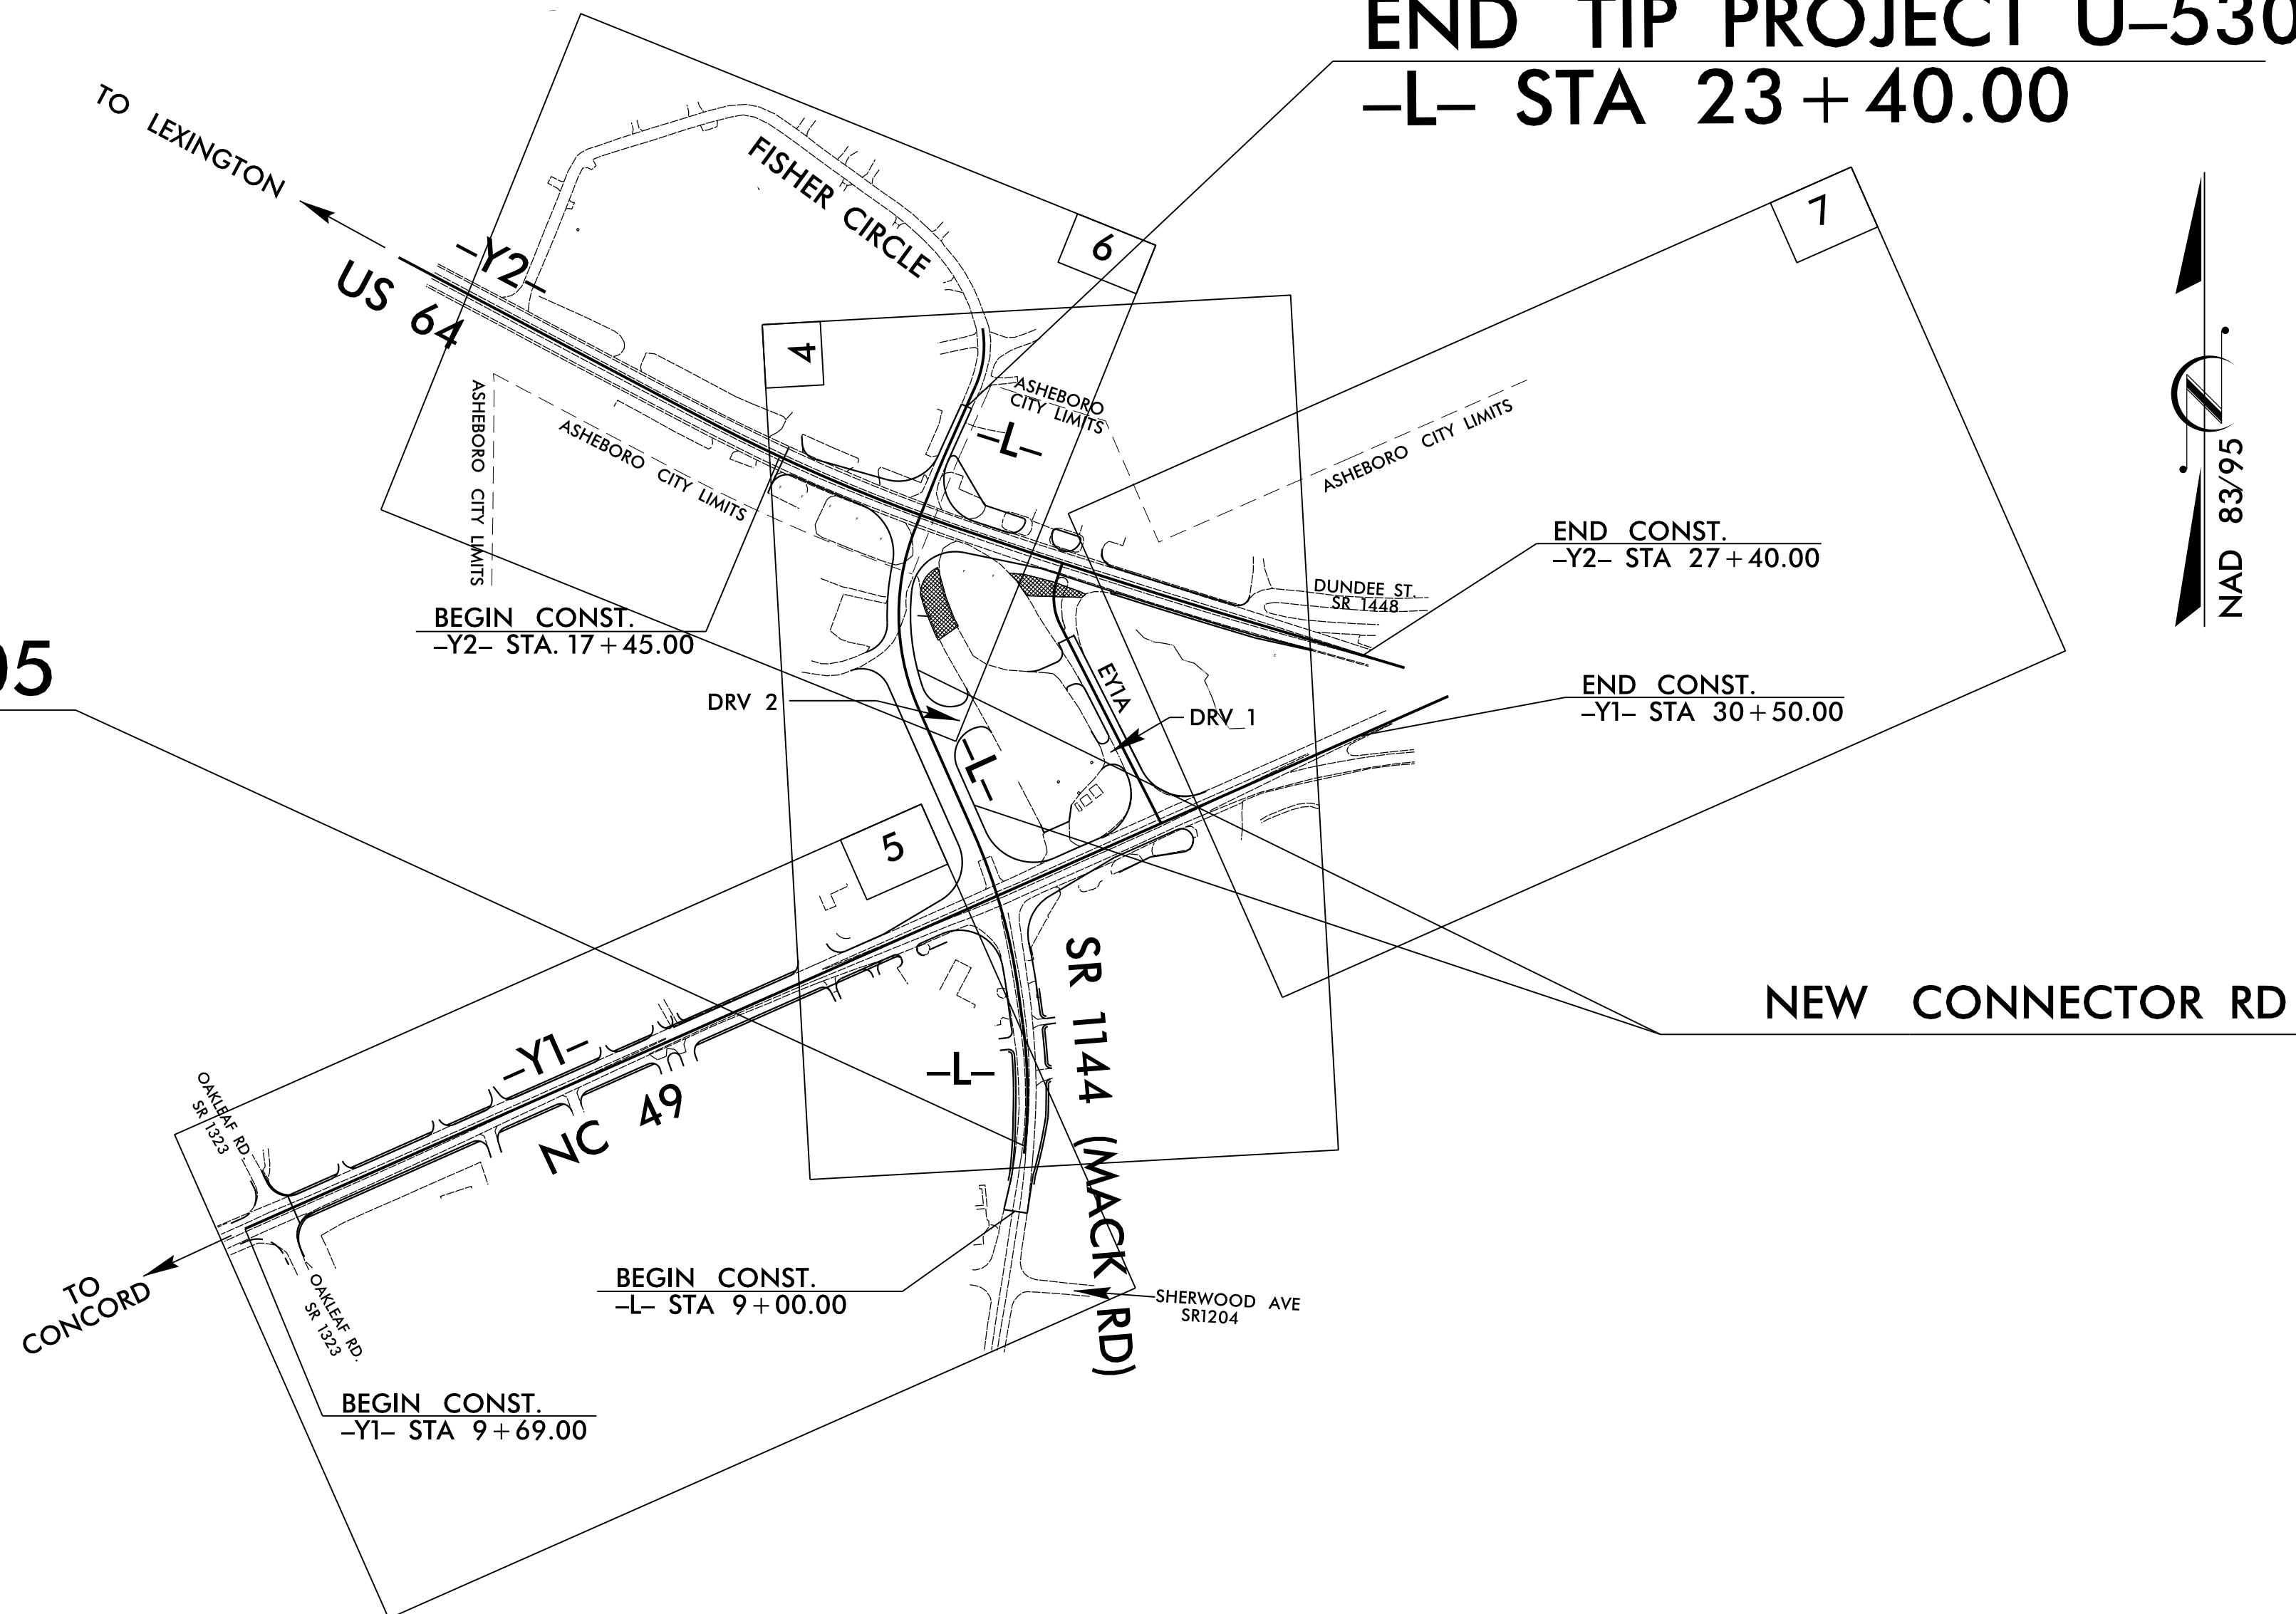 END TIP PROJECT U–530
–L– STA 23+40.00
TO LEXINGTON
FISHER CIRCLE
–Y2–
US 64
6
7
4
ASHEBORO
CITY LIMITS
–L–
ASHEBORO CITY LIMITS
ASHEBORO CITY LIMITS
ASHEBORO CITY LIMITS
NAD 83/95
END CONST.
–Y2– STA 27+40.00
DUNDEE ST.
SR 1448
BEGIN CONST.
–Y2– STA. 17+45.00
05
EY1A
DRV 2
DRV 1
END CONST.
–Y1– STA 30+50.00
–L–
5
NEW CONNECTOR RD
SR 1144 (MACK RD)
–Y1–
NC 49
–L–
OAKLEAF RD.
SR 1323
TO
CONCORD
OAKLEAF RD.
SR 1323
BEGIN CONST.
–L– STA 9+00.00
SHERWOOD AVE
SR1204
BEGIN CONST.
–Y1– STA 9+69.00